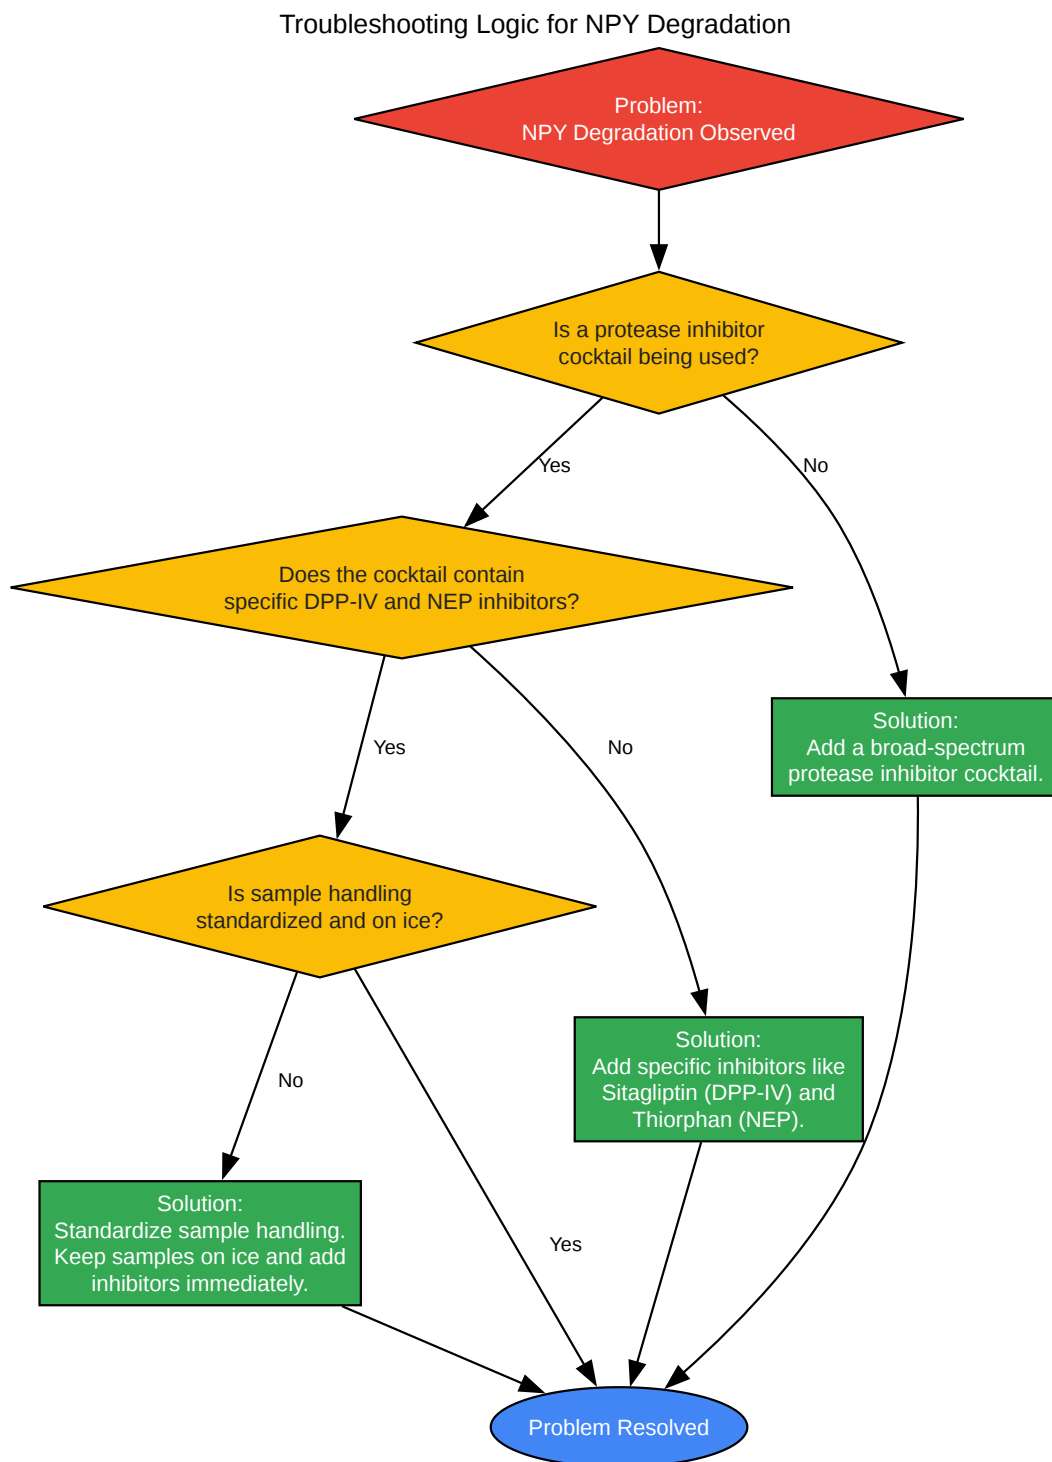 Troubleshooting Logic for NPY Degradation
Problem:
NPY Degradation Observed
Is a protease inhibitor
cocktail being used?
Yes
No
Does the cocktail contain
specific DPP-IV and NEP inhibitors?
Solution:
Add a broad-spectrum
protease inhibitor cocktail.
Yes
No
Is sample handling
standardized and on ice?
Solution:
Add specific inhibitors like
Sitagliptin (DPP-IV) and
Thiorphan (NEP).
No
Solution:
Standardize sample handling.
Keep samples on ice and add
inhibitors immediately.
Yes
Problem Resolved